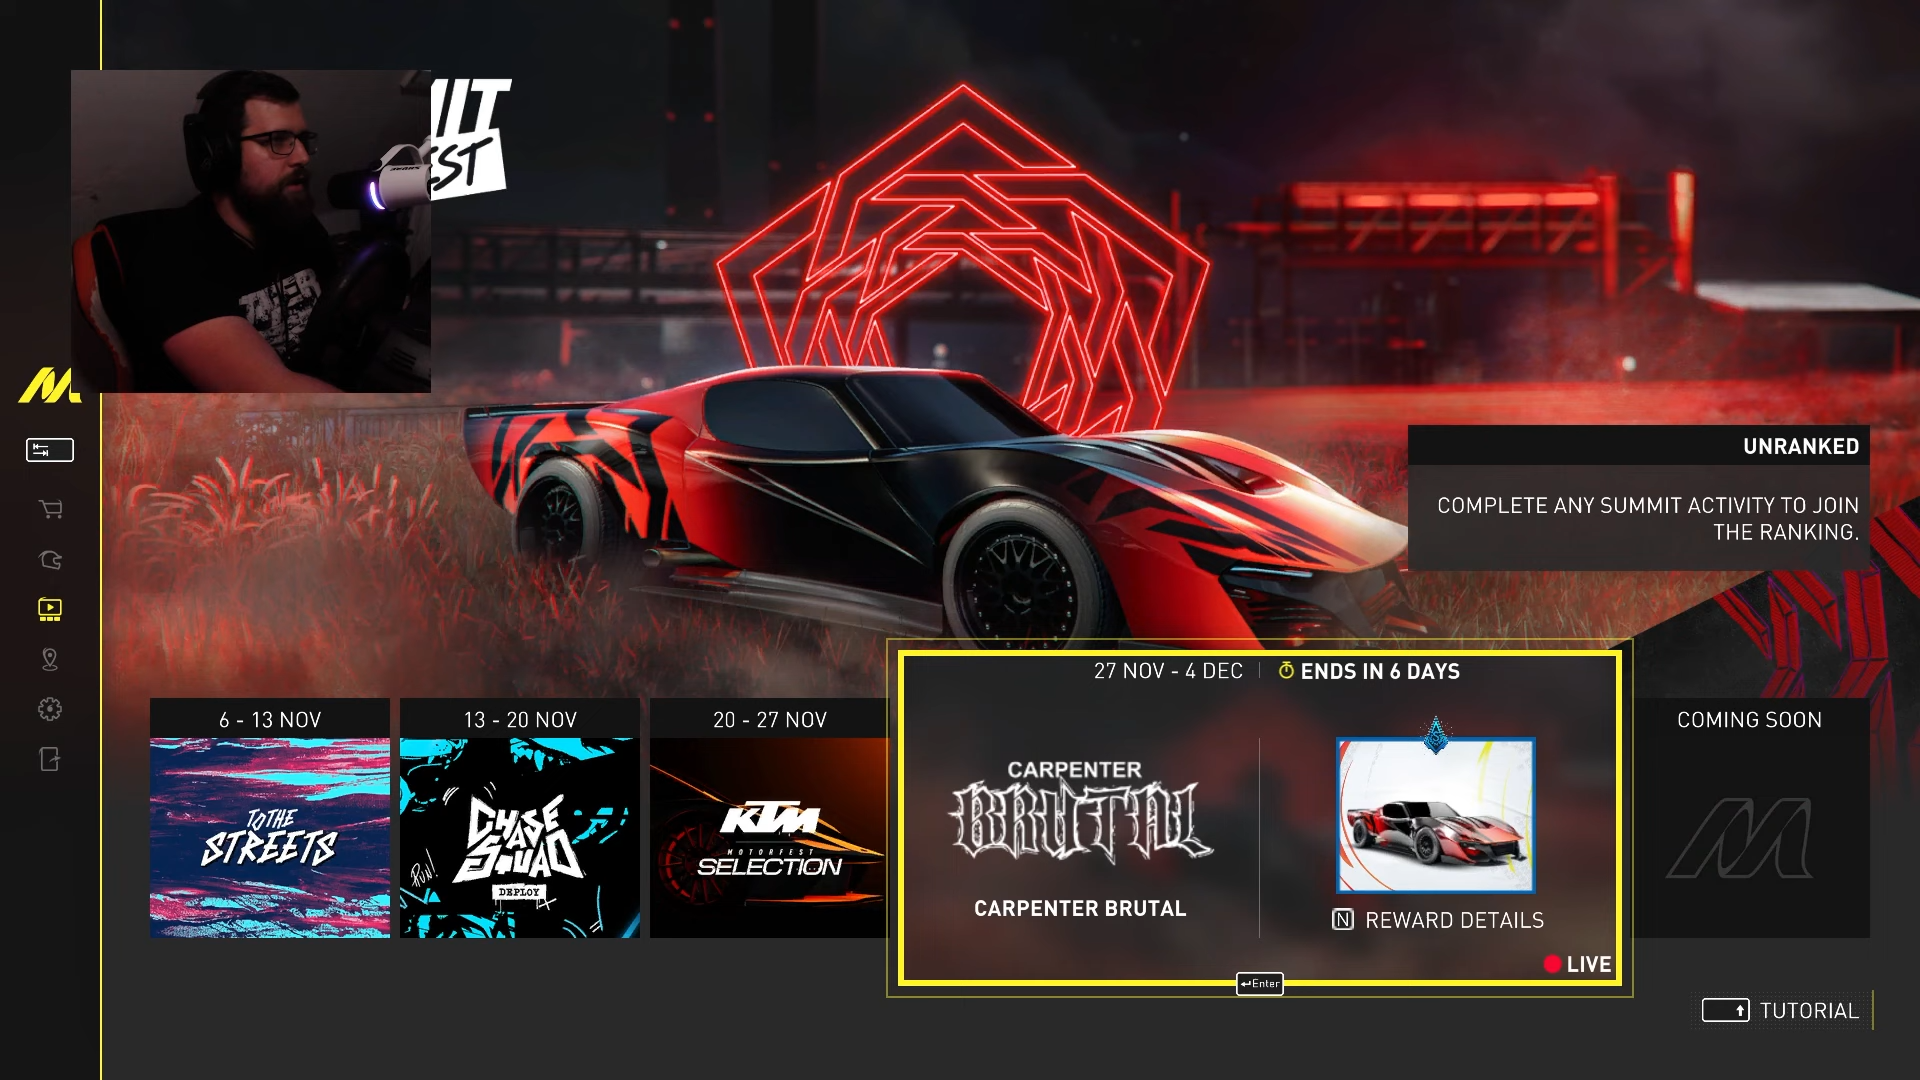 UNRANKED
COMPLETE ANY SUMMIT ACTIVITY TO JOIN
THE RANKING.
6 - 13 NOV
TO THE
STREETS
13 - 20 NOV
CHASE
SQUAD
DEPLOY
RUN!
20 - 27 NOV
KTM
MOTORFEST
SELECTION
27 NOV - 4 DEC
ENDS IN 6 DAYS
CARPENTER
BRUTAL
CARPENTER BRUTAL
N REWARD DETAILS
LIVE
Enter
COMING SOON
TUTORIAL